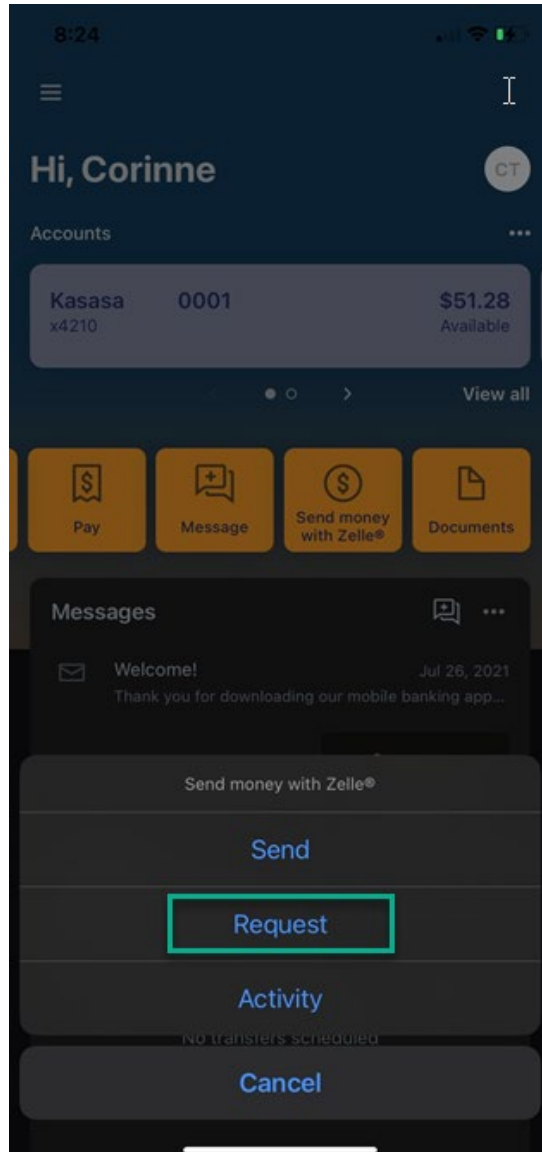 8:24
Hi, Corinne
CT
Accounts
Kasasa 0001 $51.28
x4210 Available
View all
Pay
Message
Send money
with Zelle®
Documents
Messages
Welcome! Jul 26, 2021
Thank you for downloading our mobile banking app...
Send money with Zelle®
Send
Request
Activity
No transfers scheduled
Cancel